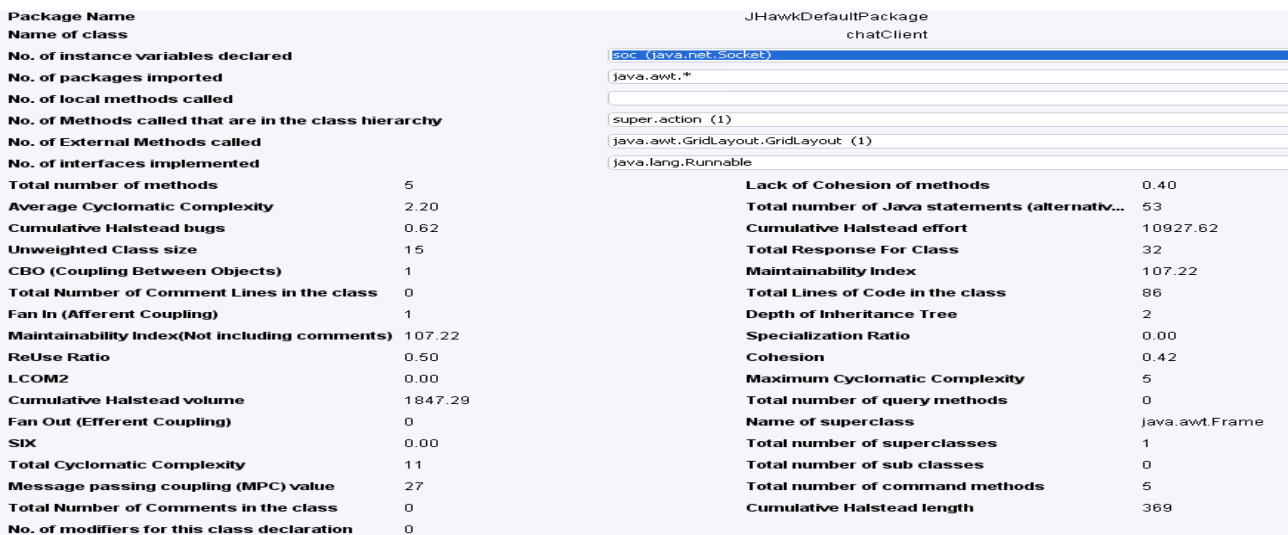 Package Name JHawkDefaultPackage
Name of class chatClient
No. of instance variables declared soc (java.net.Socket)
No. of packages imported java.awt.*
No. of local methods called
No. of Methods called that are in the class hierarchy super.action (1)
No. of External Methods called java.awt.GridLayout.GridLayout (1)
No. of interfaces implemented java.lang.Runnable
Total number of methods 5 Lack of Cohesion of methods 0.40
Average Cyclomatic Complexity 2.20 Total number of Java statements (alternativ... 53
Cumulative Halstead bugs 0.62 Cumulative Halstead effort 10927.62
Unweighted Class size 15 Total Response For Class 32
CBO (Coupling Between Objects) 1 Maintainability Index 107.22
Total Number of Comment Lines in the class 0 Total Lines of Code in the class 86
Fan In (Afferent Coupling) 1 Depth of Inheritance Tree 2
Maintainability Index(Not including comments) 107.22 Specialization Ratio 0.00
ReUse Ratio 0.50 Cohesion 0.42
LCOM2 0.00 Maximum Cyclomatic Complexity 5
Cumulative Halstead volume 1847.29 Total number of query methods 0
Fan Out (Efferent Coupling) 0 Name of superclass java.awt.Frame
SIX 0.00 Total number of superclasses 1
Total Cyclomatic Complexity 11 Total number of sub classes 0
Message passing coupling (MPC) value 27 Total number of command methods 5
Total Number of Comments in the class 0 Cumulative Halstead length 369
No. of modifiers for this class declaration 0